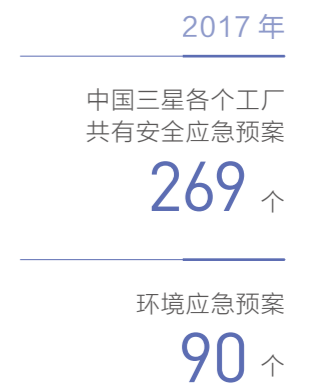 2017 年
中国三星各个工厂
共有安全应急预案
269 个
环境应急预案
90 个